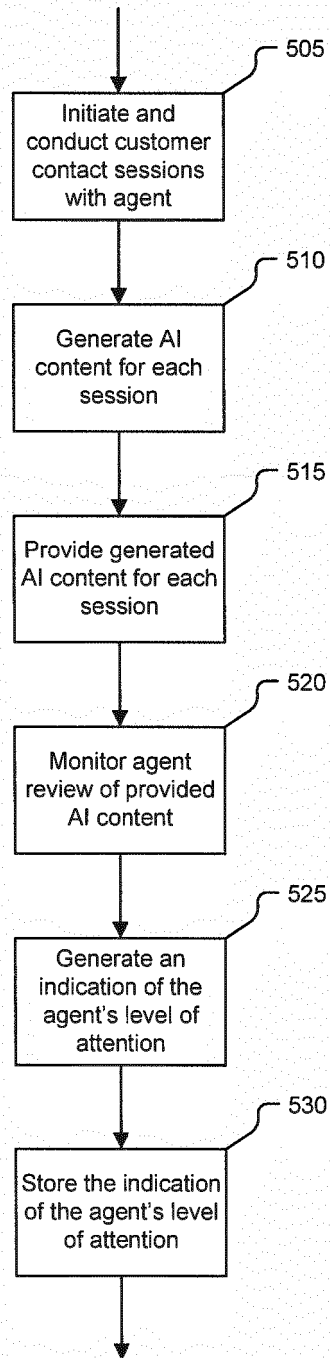 505
Initiate and
conduct customer
contact sessions
with agent
510
Generate AI
content for each
session
515
Provide generated
AI content for each
session
520
Monitor agent
review of provided
AI content
525
Generate an
indication of the
agent's level of
attention
530
Store the indication
of the agent's level
of attention